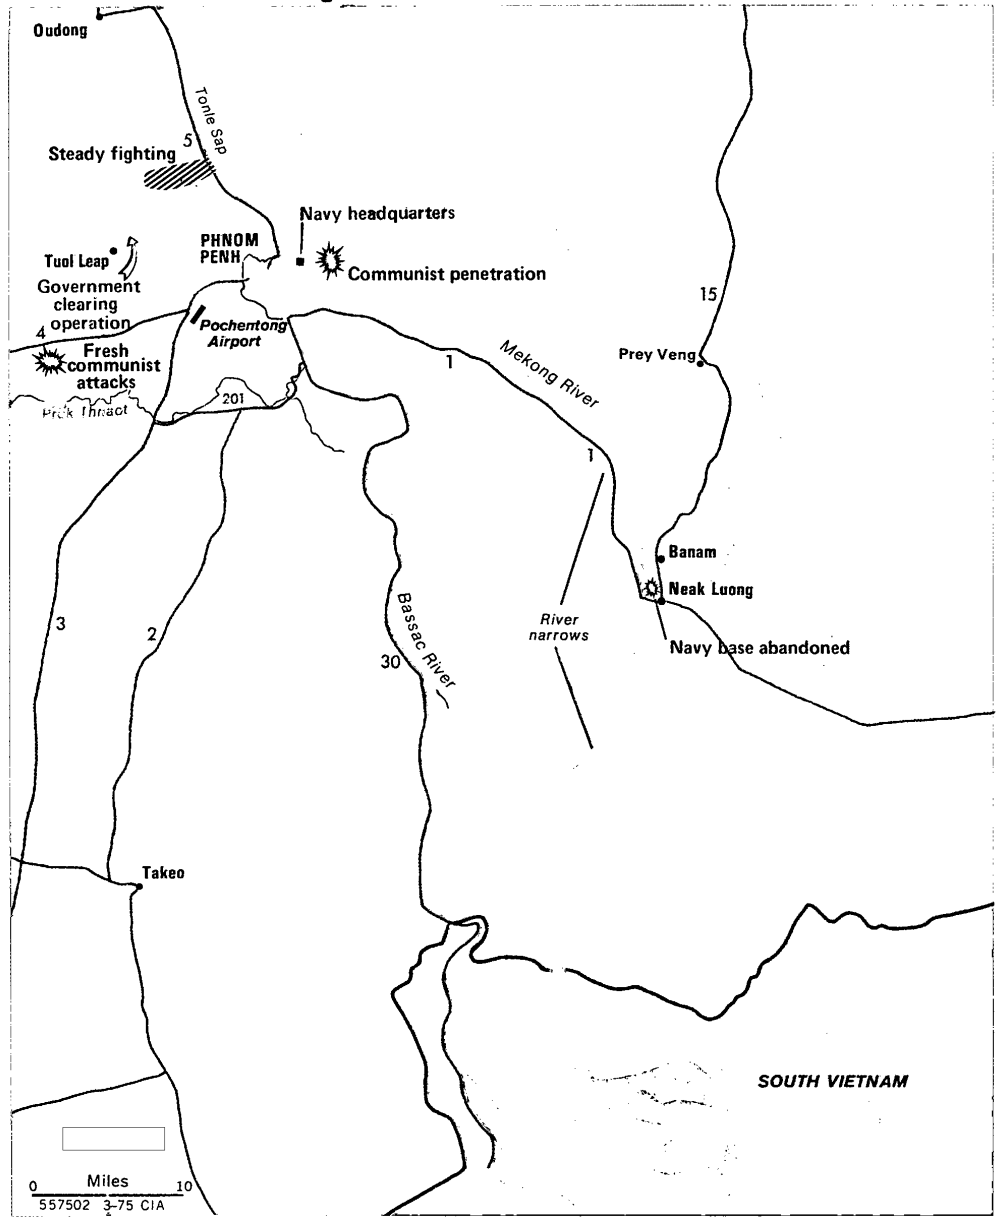 Oudong
Tonle Sap
5
Steady fighting
Navy headquarters
PHNOM
PENH
Tuol Leap
Communist penetration
Government
clearing
operation
15
4
Pochentong
Airport
Fresh
communist
attacks
1
Mekong River
Prey Veng
201
Prek Thnaot
1
Banam
Neak Luong
3
2
Bassac River
River
narrows
30
Navy base abandoned
Takeo
SOUTH VIETNAM
0 Miles 10
557502 3-75 CIA